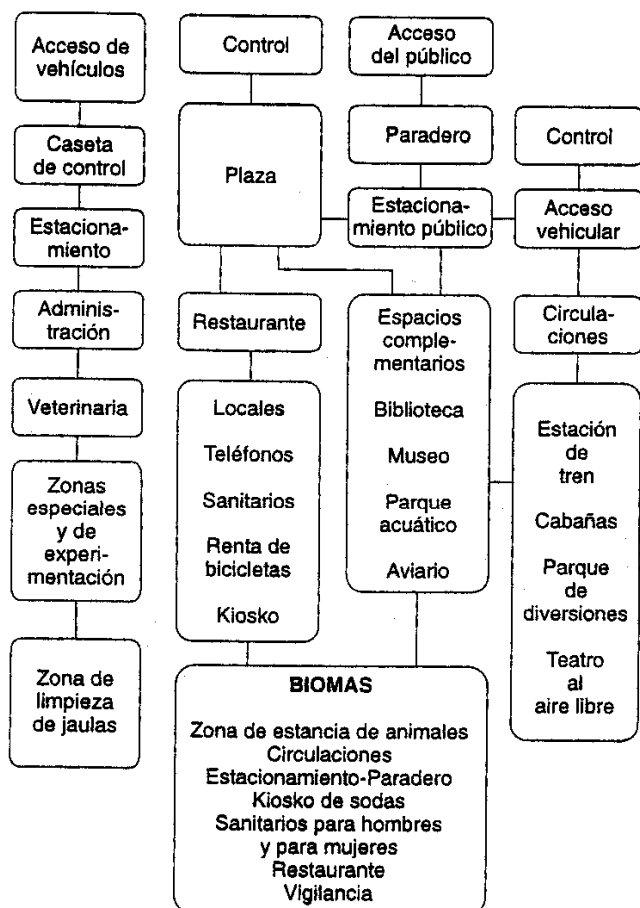 Acceso de
vehículos
Caseta
de control
Estaciona-
miento
Adminis-
tración
Veterinaria
Zonas
especiales
y de
experi-
mentación
Zona de
limpieza
de jaulas
Control
Plaza
Restaurante
Locales
Teléfonos
Sanitarios
Renta de
bicicletas
Kiosko
Acceso
del público
Paradero
Estaciona-
miento público
Espacios
comple-
mentarios
Biblioteca
Museo
Parque
acuático
Aviario
Control
Acceso
vehicular
Circula-
ciones
Estación
de
tren
Cabañas
Parque
de
diversiones
Teatro
al
aire libre
BIOMAS
Zona de estancia de animales
Circulaciones
Estacionamiento-Paradero
Kiosko de sodas
Sanitarios para hombres
y para mujeres
Restaurante
Vigilancia